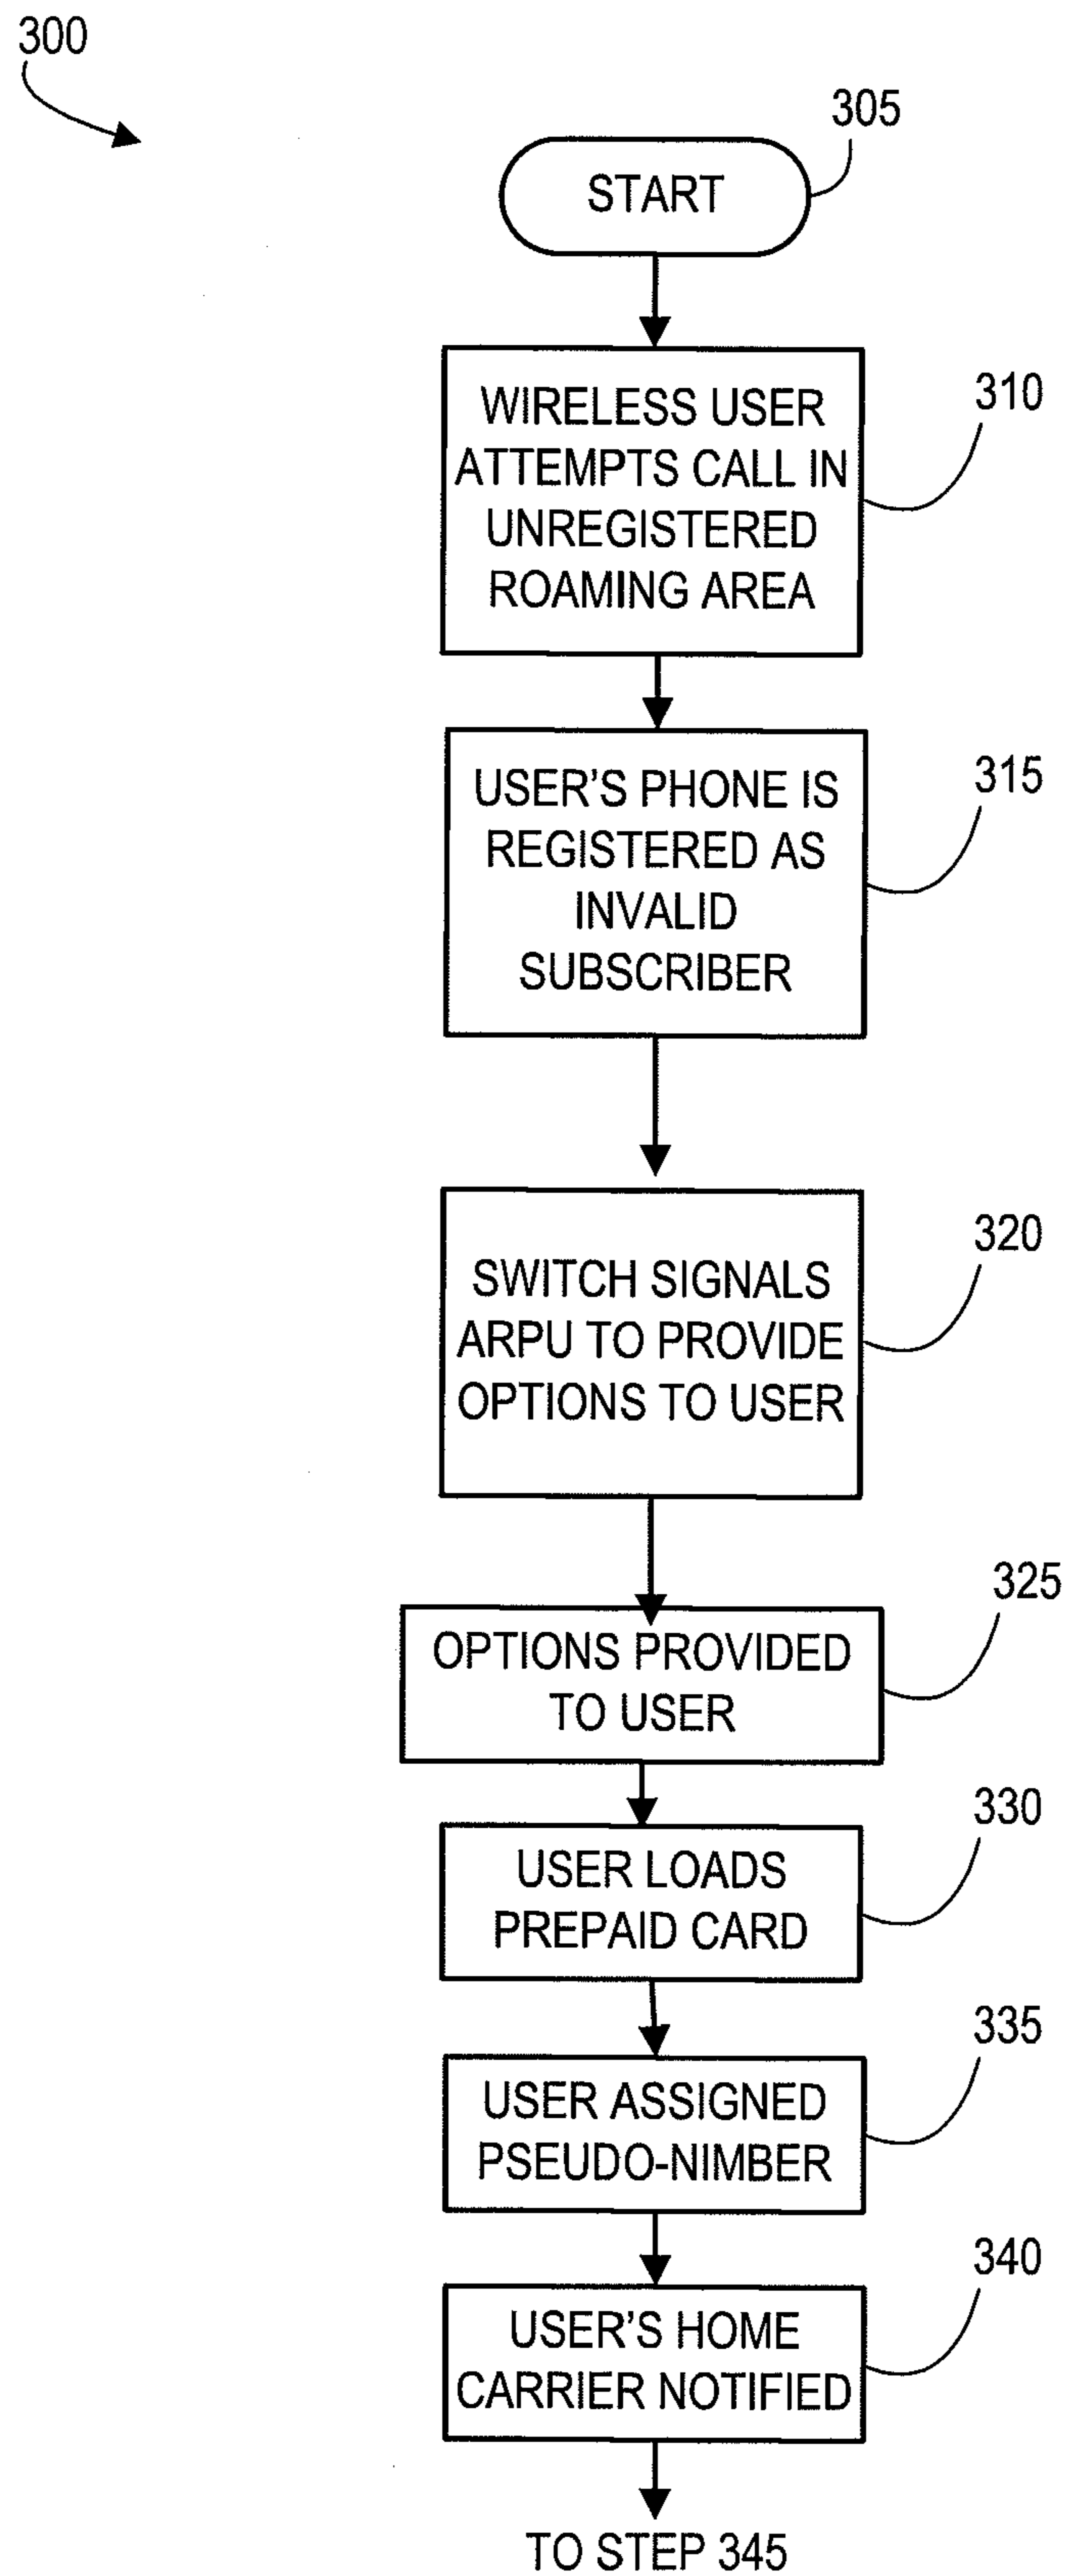 300
305
START
310
WIRELESS USER
ATTEMPTS CALL IN
UNREGISTERED
ROAMING AREA
315
USER'S PHONE IS
REGISTERED AS
INVALID
SUBSCRIBER
320
SWITCH SIGNALS
ARPU TO PROVIDE
OPTIONS TO USER
325
OPTIONS PROVIDED
TO USER
330
USER LOADS
PREPAID CARD
335
USER ASSIGNED
PSEUDO-NIMBER
340
USER'S HOME
CARRIER NOTIFIED
TO STEP 345